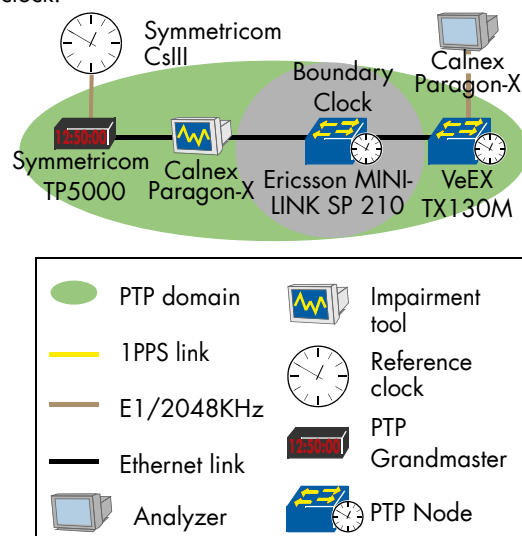 clock.
Symmetricom
CsIII
Calnex
Paragon-X
Boundary
Clock
12:50:00
Symmetricom
TP5000
Calnex
Paragon-X
Ericsson MINI-
LINK SP 210
VeEX
TX130M
PTP domain
1PPS link
E1/2048KHz
Ethernet link
Analyzer
Impairment
tool
Reference
clock
12:50:00
PTP
Grandmaster
PTP Node